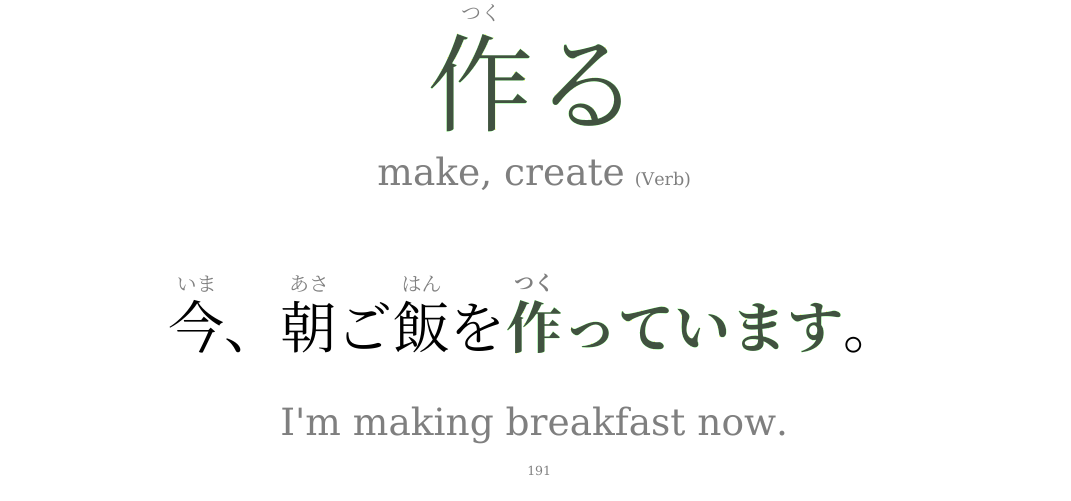 つく
作る
make, create (Verb)
いま あさ はん つく
今、朝ご飯を作っています。
I'm making breakfast now.
191